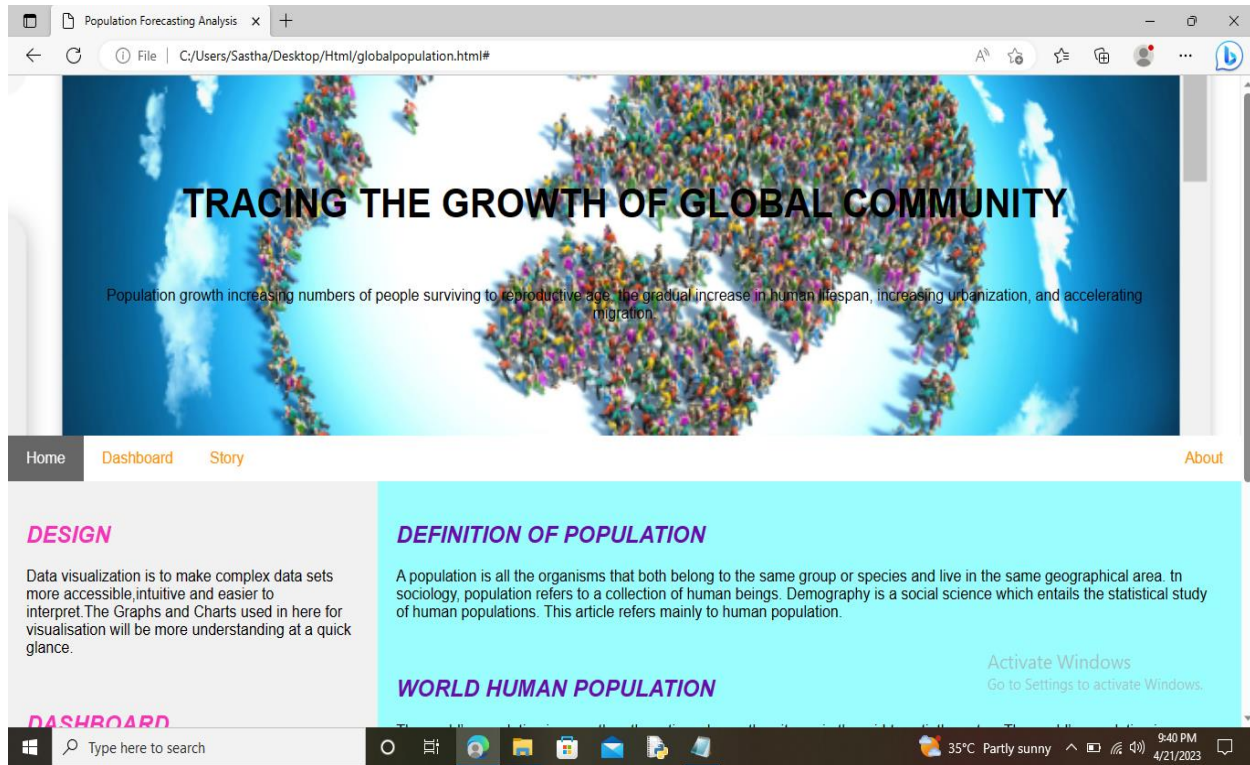 Population Forecasting Analysis
File | C:/Users/Sastha/Desktop/Html/globalpopulation.html#
TRACING THE GROWTH OF GLOBAL COMMUNITY
Population growth increasing numbers of people surviving to reproductive age, the gradual increase in human lifespan, increasing urbanization, and accelerating
migration.
Home Dashboard Story About
DESIGN
Data visualization is to make complex data sets
more accessible,intuitive and easier to
interpret.The Graphs and Charts used in here for
visualisation will be more understanding at a quick
glance.
DASHBOARD
DEFINITION OF POPULATION
A population is all the organisms that both belong to the same group or species and live in the same geographical area. tn
sociology, population refers to a collection of human beings. Demography is a social science which entails the statistical study
of human populations. This article refers mainly to human population.
WORLD HUMAN POPULATION
Activate Windows
Go to Settings to activate Windows.
Type here to search
35°C Partly sunny
9:40 PM
4/21/2023